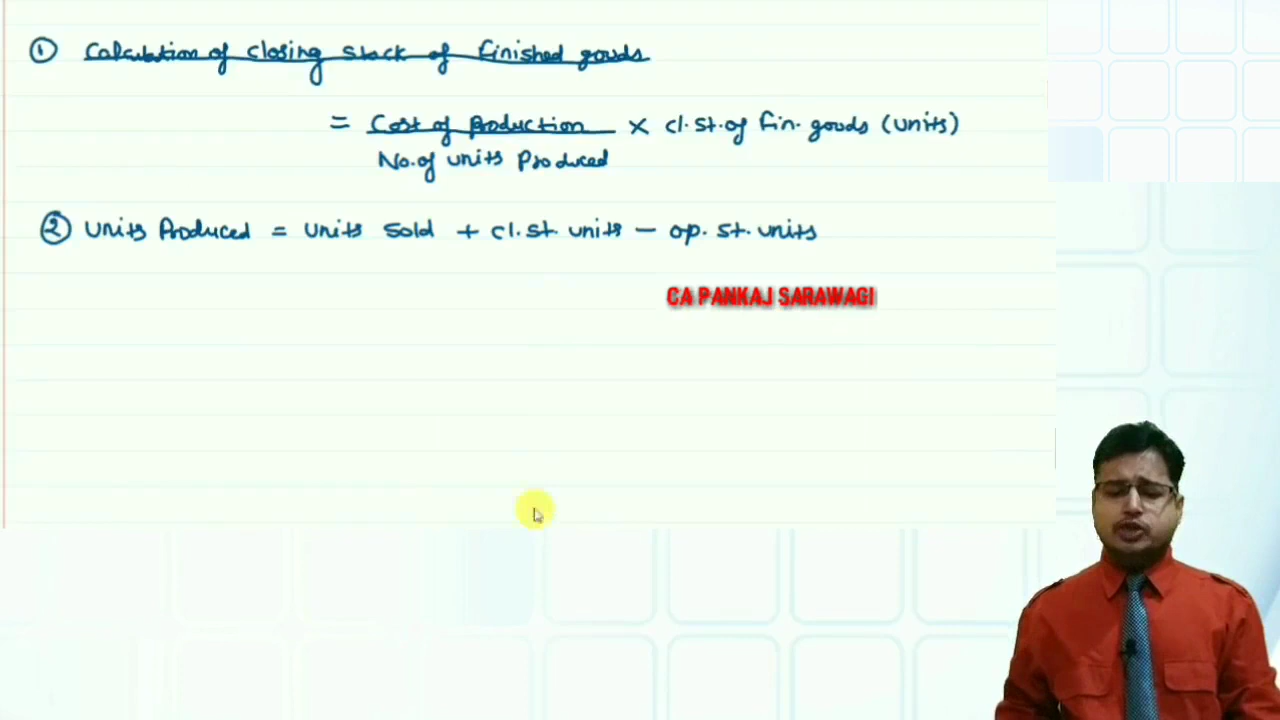 ① Calculation of closing stock of finished goods
= Cost of Production × cl. st. of fin. goods (units)
No. of units Produced
② Units Produced = units sold + cl. st. units - op. st. units
CA PANKAJ SARAWAGI